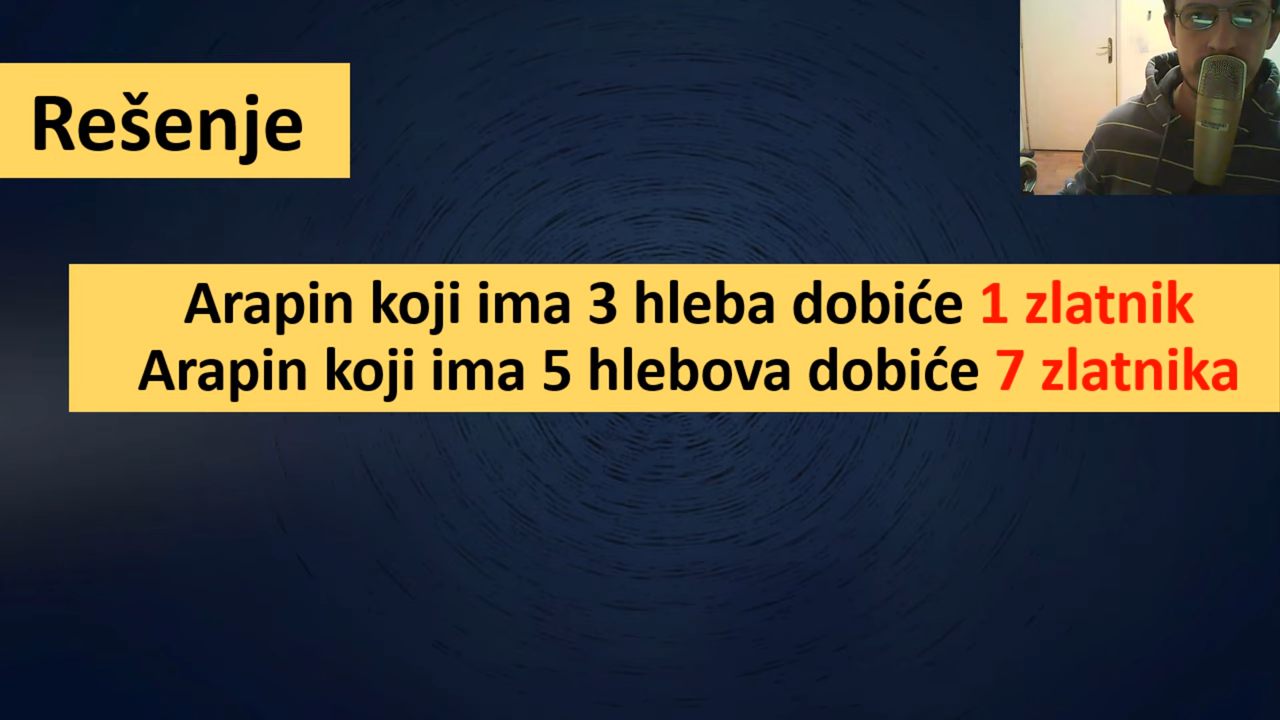 Rešenje
Arapin koji ima 3 hleba dobiće 1 zlatnik
Arapin koji ima 5 hlebova dobiće 7 zlatnika